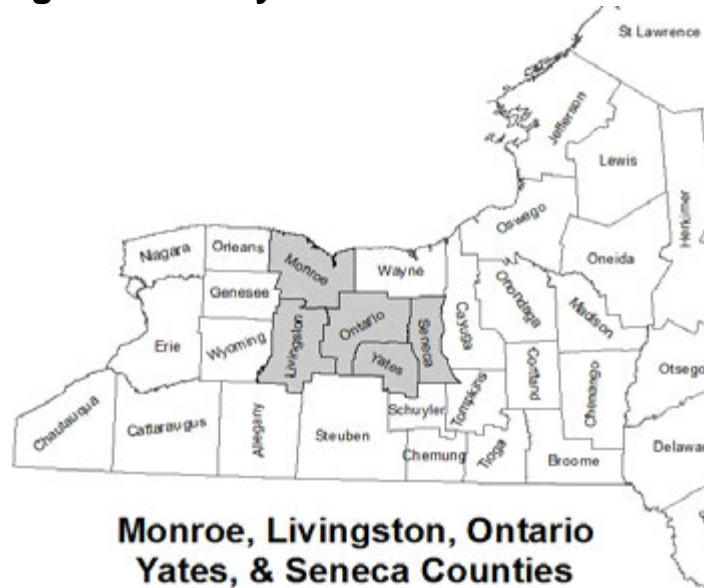 St Lawrence
Jefferson
Lewis
Herkimer
Oswego
Oneida
Niagara
Orleans
Monroe
Wayne
Genesee
Cayuga
Onondaga
Madison
Erie
Wyoming
Livingston
Ontario
Seneca
Yates
Cortland
Chenango
Otsego
Chautauqua
Cattaraugus
Allegany
Steuben
Schuyler
Tompkins
Chemung
Tioga
Broome
Delawar
Monroe, Livingston, Ontario
Yates, & Seneca Counties